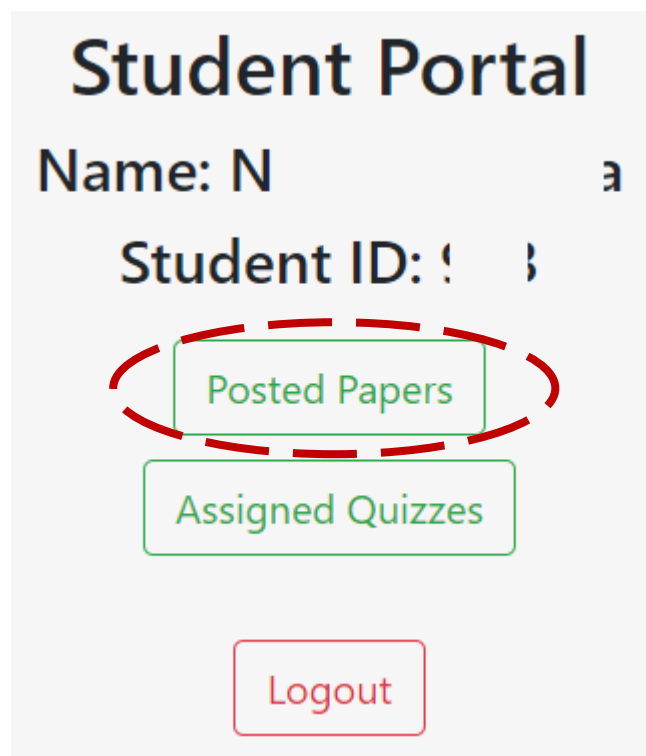 Student Portal
Name: N a
Student ID:
Posted Papers
Assigned Quizzes
Logout